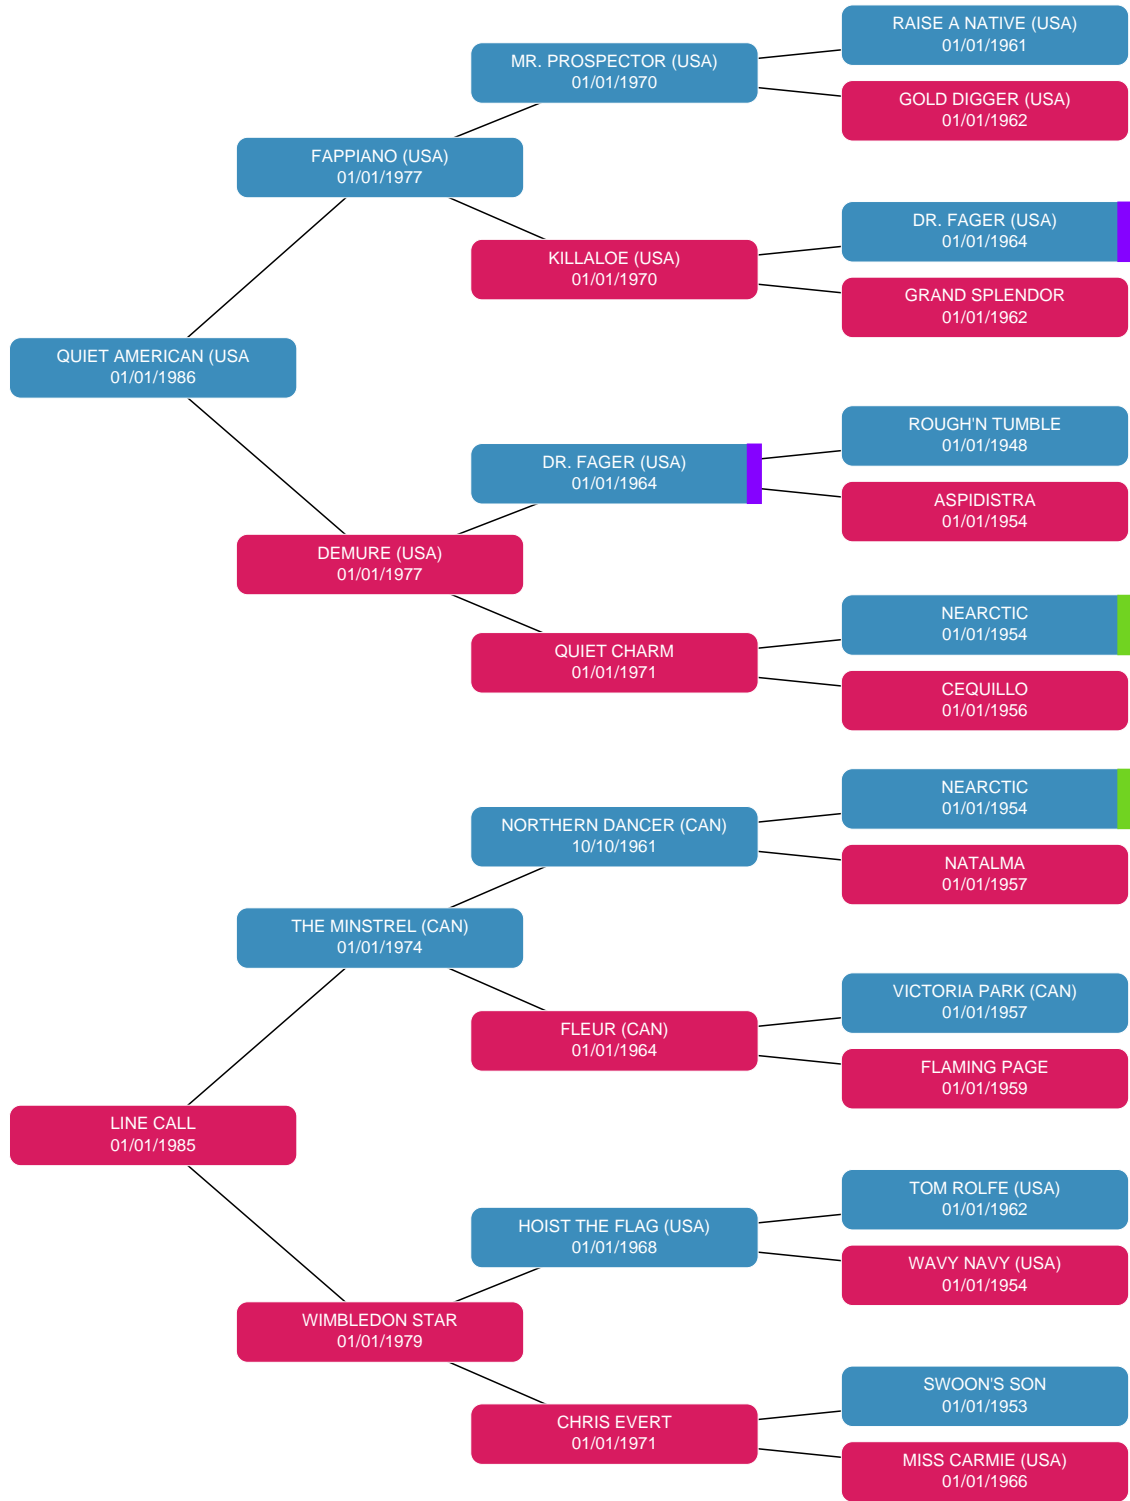 RAISE A NATIVE (USA)
01/01/1961
MR. PROSPECTOR (USA)
01/01/1970
GOLD DIGGER (USA)
01/01/1962
FAPPIANO (USA)
01/01/1977
DR. FAGER (USA)
01/01/1964
KILLALOE (USA)
01/01/1970
GRAND SPLENDOR
01/01/1962
QUIET AMERICAN (USA
01/01/1986
ROUGH'N TUMBLE
01/01/1948
DR. FAGER (USA)
01/01/1964
ASPIDISTRA
01/01/1954
DEMURE (USA)
01/01/1977
NEARCTIC
01/01/1954
QUIET CHARM
01/01/1971
CEQUILLO
01/01/1956
NEARCTIC
01/01/1954
NORTHERN DANCER (CAN)
10/10/1961
NATALMA
01/01/1957
THE MINSTREL (CAN)
01/01/1974
VICTORIA PARK (CAN)
01/01/1957
FLEUR (CAN)
01/01/1964
FLAMING PAGE
01/01/1959
LINE CALL
01/01/1985
TOM ROLFE (USA)
01/01/1962
HOIST THE FLAG (USA)
01/01/1968
WAVY NAVY (USA)
01/01/1954
WIMBLEDON STAR
01/01/1979
SWOON'S SON
01/01/1953
CHRIS EVERT
01/01/1971
MISS CARMIE (USA)
01/01/1966